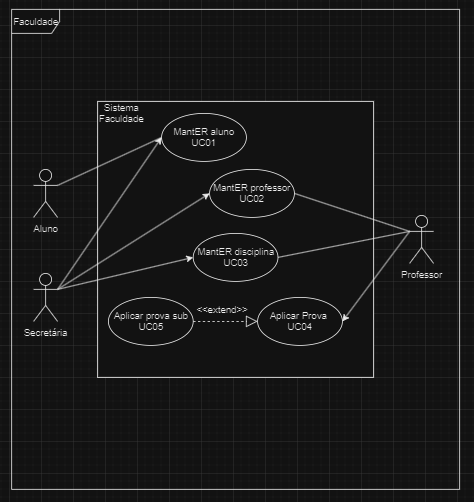 Faculdade
Sistema
Faculdade
MantER aluno
UC01
MantER professor
UC02
Aluno
MantER disciplina
UC03
Professor
Secretária
Aplicar prova sub
UC05
<<extend>>
Aplicar Prova
UC04